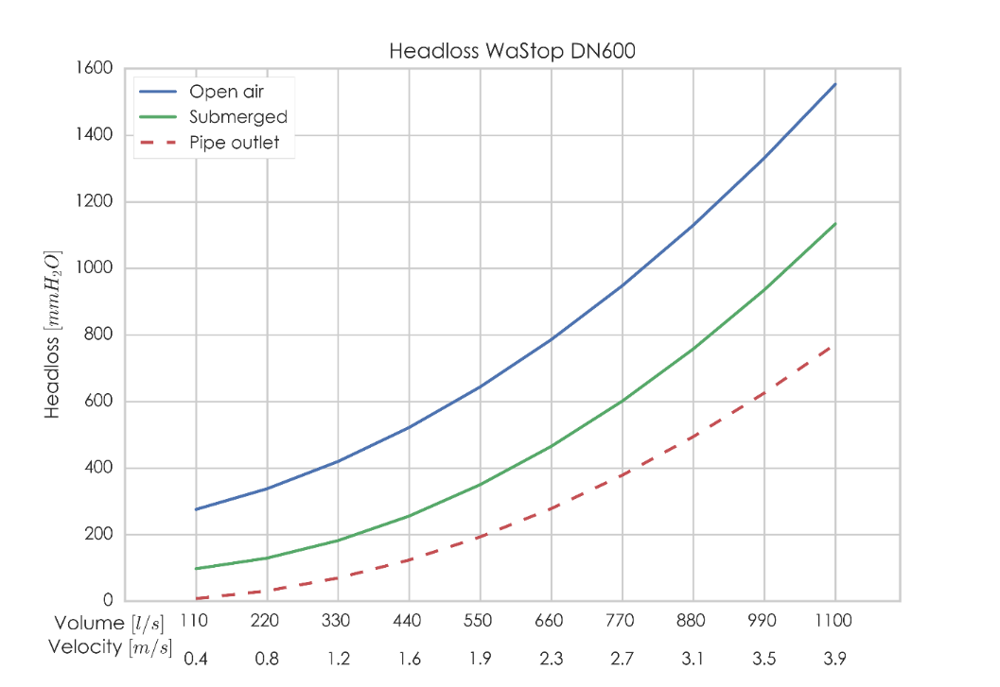 Headloss WaStop DN600
1600
1400
1200
1000
800
600
400
200
0
Headloss [mmH₂O]
Open air
Submerged
Pipe outlet
Volume [l/s] 110 220 330 440 550 660 770 880 990 1100
Velocity [m/s] 0.4 0.8 1.2 1.6 1.9 2.3 2.7 3.1 3.5 3.9